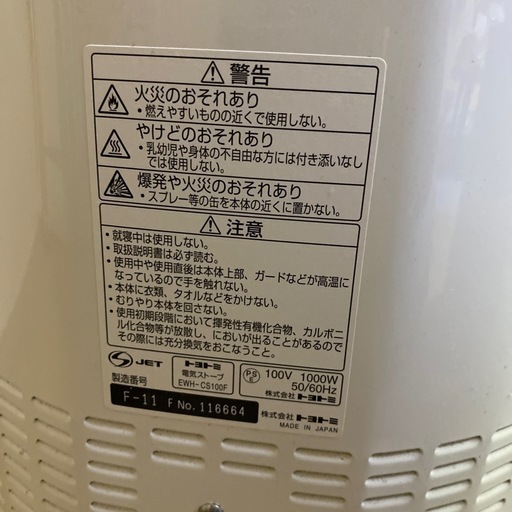 ⚠ 警告
火災のおそれあり
・燃えやすいものの近くで使用しない。
やけどのおそれあり
・乳幼児や身体の不自由な方には付き添いなし
では使用しない。
爆発や火災のおそれあり
・スプレー等の缶を本体の近くに置かない。
⚠ 注意
・就寝中は使用しない。
・取扱説明書は必ず読む。
・使用中や使用直後は本体上部、ガードなどが高温に
なっているので手を触れない。
・本体に衣類、タオルなどをかけない。
・むりやり本体を回さない。
・使用初期段階において揮発性有機化合物、カルボニ
ル化合物等が放散し、においが出ることがあるので
その際には充分換気をおこなうこと。
JET
トヨトミ
電気ストーブ
EWH-CS100F
PS
E
100V 1000W
50/60Hz
株式会社 トヨトミ
製造番号
F-11 F No. 116664
株式会社 トヨトミ
MADE IN JAPAN